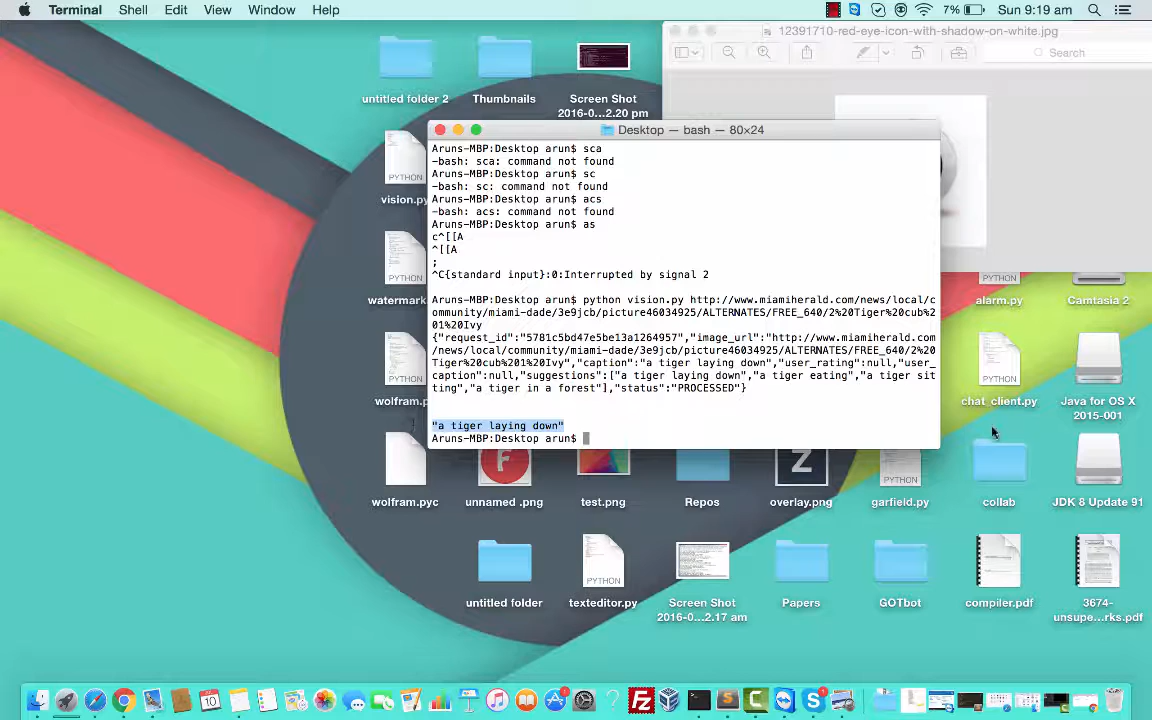 Terminal Shell Edit View Window Help 7% Sun 9:19 am
12391710-red-eye-icon-with-shadow-on-white.jpg
Search
untitled folder 2
Thumbnails
Screen Shot
2016-0...2.20 pm
Desktop — bash — 80×24
Aruns-MBP:Desktop arun$ sca
-bash: sca: command not found
Aruns-MBP:Desktop arun$ sc
-bash: sc: command not found
Aruns-MBP:Desktop arun$ acs
-bash: acs: command not found
Aruns-MBP:Desktop arun$ as
c^[[A
^[[A
;
^C{standard input}:0:Interrupted by signal 2
Aruns-MBP:Desktop arun$ python vision.py http://www.miamiherald.com/news/local/c
ommunity/miami-dade/3e9jcb/picture46034925/ALTERNATES/FREE_640/2%20Tiger%20cub%2
01%20Ivy
{"request_id":"5781c5bd47e5be13a1264957","image_url":"http://www.miamiherald.com
/news/local/community/miami-dade/3e9jcb/picture46034925/ALTERNATES/FREE_640/2%20
Tiger%20cub%201%20Ivy","caption":"a tiger laying down","user_rating":null,"user_
caption":null,"suggestions":["a tiger laying down","a tiger eating","a tiger sit
ting","a tiger in a forest"],"status":"PROCESSED"}
"a tiger laying down"
Aruns-MBP:Desktop arun$
PYTHON
vision.py
watermark
PYTHON
wolfram.p
alarm.py
Camtasia 2
PYTHON
chat_client.py
Java for OS X
2015-001
wolfram.pyc
F
unnamed .png
test.png
Repos
Z
overlay.png
PYTHON
garfield.py
collab
JDK 8 Update 91
untitled folder
PYTHON
texteditor.py
Screen Shot
2016-0...2.17 am
Papers
GOTbot
compiler.pdf
3674-
unsupe...rks.pdf
10
Fz